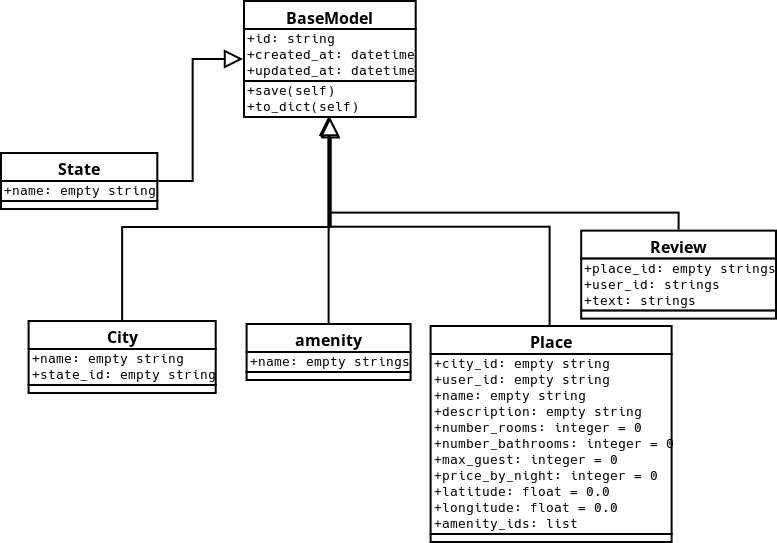 BaseModel
+id: string
+created_at: datetime
+updated_at: datetime
+save(self)
+to_dict(self)
State
+name: empty string
Review
+place_id: empty strings
+user_id: strings
+text: strings
City
+name: empty string
+state_id: empty string
amenity
+name: empty strings
Place
+city_id: empty string
+user_id: empty string
+name: empty string
+description: empty string
+number_rooms: integer = 0
+number_bathrooms: integer = 0
+max_guest: integer = 0
+price_by_night: integer = 0
+latitude: float = 0.0
+longitude: float = 0.0
+amenity_ids: list